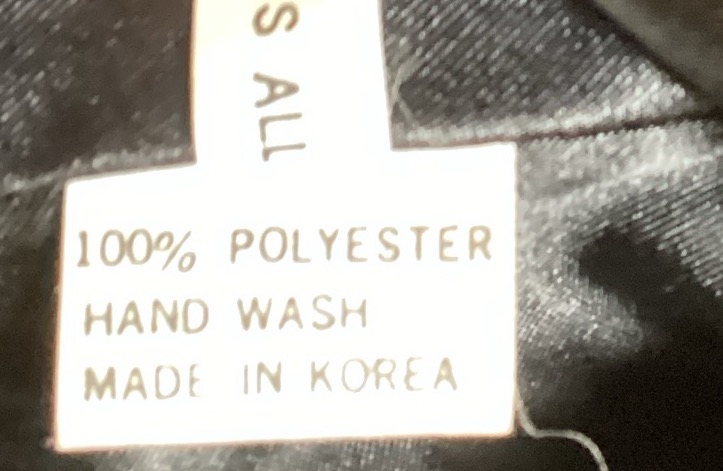 S ALL
100% POLYESTER
HAND WASH
MADE IN KOREA